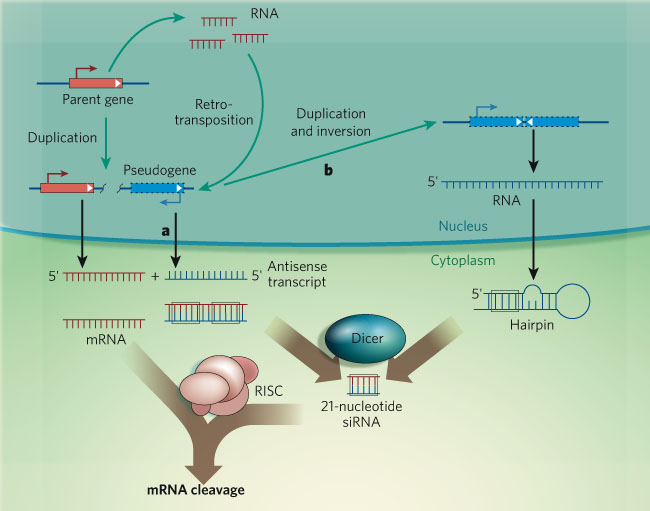 RNA
Parent gene
Retro-
transposition
Duplication
and inversion
Duplication
Pseudogene
b
5'
RNA
a
Nucleus
Cytoplasm
5'
+
5'
Antisense
transcript
5'
Hairpin
mRNA
Dicer
RISC
21-nucleotide
siRNA
mRNA cleavage